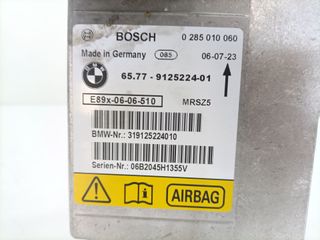 BOSCH 0 285 010 060
Made in Germany 085 06-07-23
BMW
65.77 - 9125224-01
E89x-06-06-510 MRSZ5
BMW-Nr.: 319125224010
Serien-Nr.: 06B2045H1355V
AIRBAG